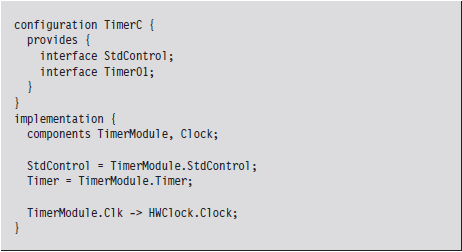 configuration TimerC {
provides {
interface StdControl;
interface Timer01;
}
}
implementation {
components TimerModule, Clock;
StdControl = TimerModule.StdControl;
Timer = TimerModule.Timer;
TimerModule.Clk -> HWClock.Clock;
}